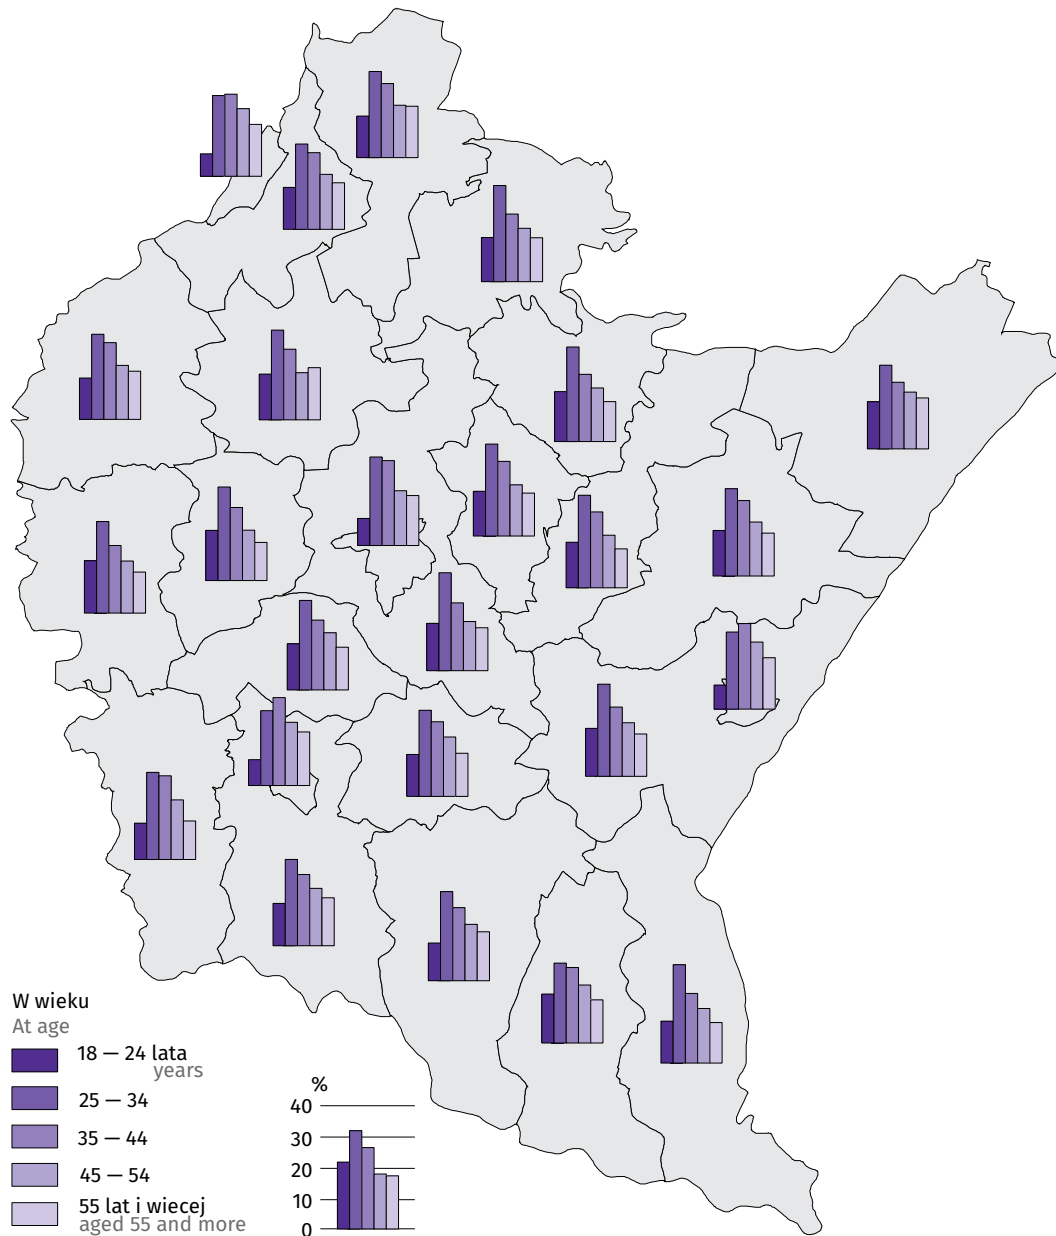 W wieku
At age
18 — 24 lata
years
25 — 34
35 — 44
45 — 54
55 lat i wiecej
aged 55 and more
%
40
30
20
10
0